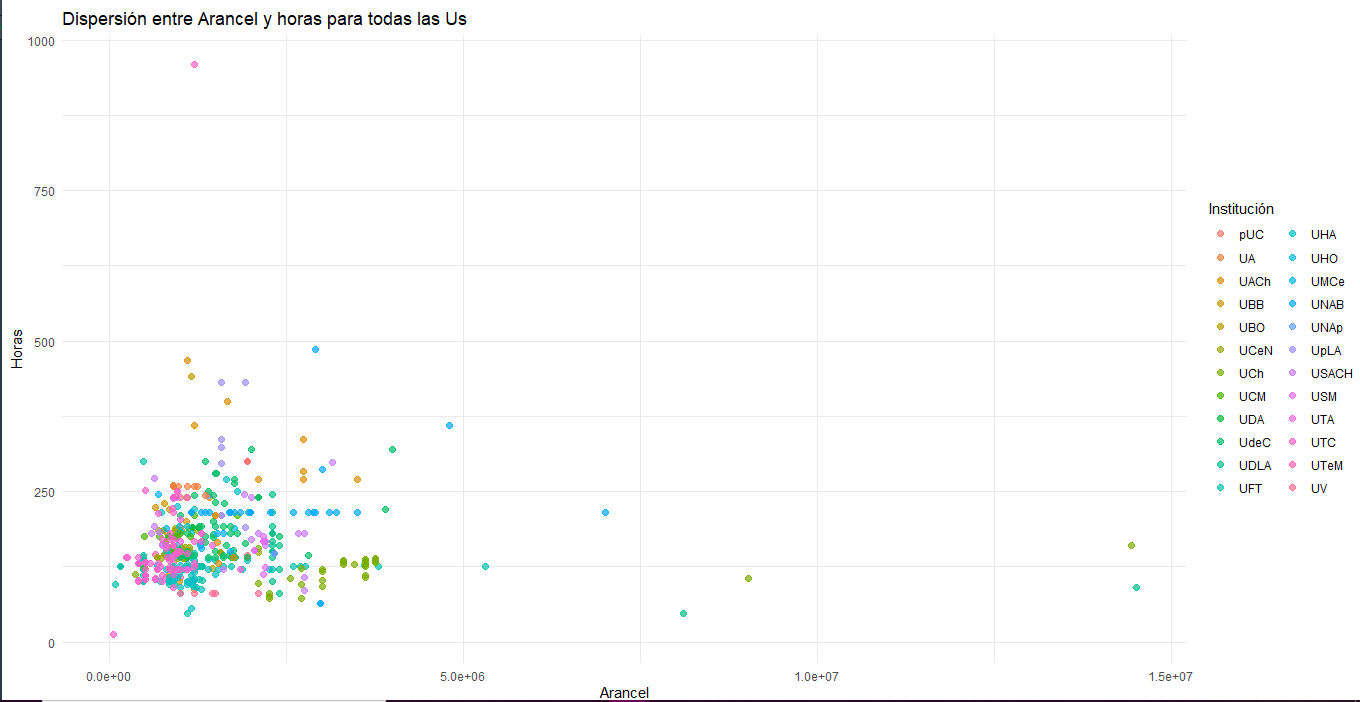 Dispersión entre Arancel y horas para todas las Us
1000
750
500
250
0
Horas
0.0e+00
5.0e+06
1.0e+07
1.5e+07
Arancel
Institución
pUC
UA
UACh
UBB
UBO
UCeN
UCh
UCM
UDA
UdeC
UDLA
UFT
UHA
UHO
UMCe
UNAB
UNAp
UpLA
USACH
USM
UTA
UTC
UTeM
UV